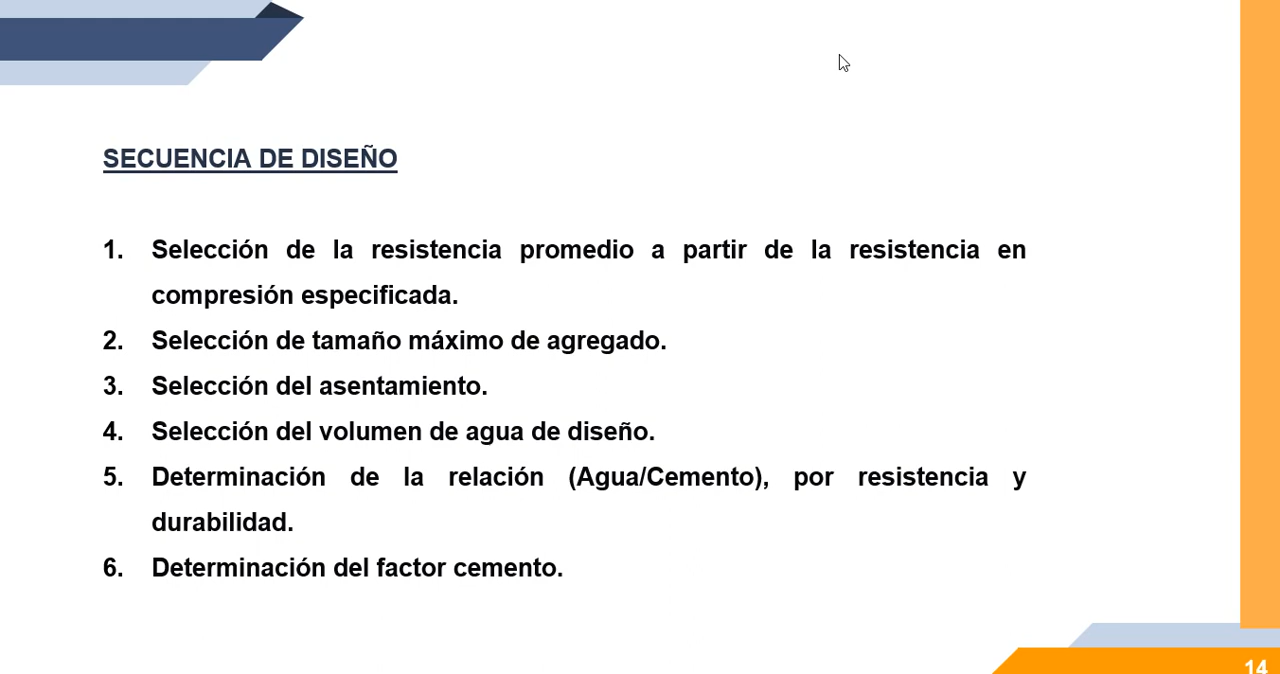 SECUENCIA DE DISEÑO
1. Selección de la resistencia promedio a partir de la resistencia en
compresión especificada.
2. Selección de tamaño máximo de agregado.
3. Selección del asentamiento.
4. Selección del volumen de agua de diseño.
5. Determinación de la relación (Agua/Cemento), por resistencia y
durabilidad.
6. Determinación del factor cemento.
14